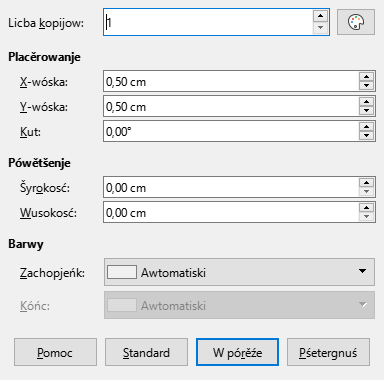 Licba kopijow: 1
Placěrowanje
X-wóska: 0,50 cm
Y-wóska: 0,50 cm
Kut: 0,00°
Pówětšenje
Šyrokosć: 0,00 cm
Wusokosć: 0,00 cm
Barwy
Zachopjeńk: Awtomatiski
Kóńc: Awtomatiski
Pomoc Standard W pórěźe Pśetergnuś